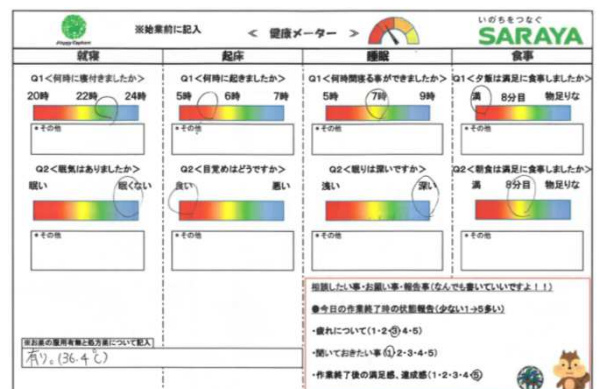 ※始業前に記入
< 健康メーター >
いのちをつなぐ
SARAYA
就寝
起床
睡眠
食事
Q1<何時に寝付きましたか>
20時 22時 24時
*その他
Q2<眠気はありましたか>
眠い 眠くない
*その他
Q1<何時に起きましたか>
5時 6時 7時
*その他
Q2<目覚めはどうですか>
良い 悪い
*その他
Q1<何時間座る事ができましたか>
5時 7時 9時
*その他
Q2<眠りは深いですか>
浅い 深い
*その他
Q1<夕飯は満足に食事しましたか>
満 8分目 物足りな
*その他
Q2<朝食は満足に食事しましたか>
満 8分目 物足りな
*その他
※お薬の服用有無と処方薬について記入
有り。(36.4℃)
相談したい事・お願い事・報告事(なんでも書いていいですよ!!)
●今日の作業終了時の状態報告(少ない1→5多い)
・疲れについて(1・2・3・4・5)
・聞いておきたい事(1・2・3・4・5)
・作業終了後の満足感、達成感(1・2・3・4・5)